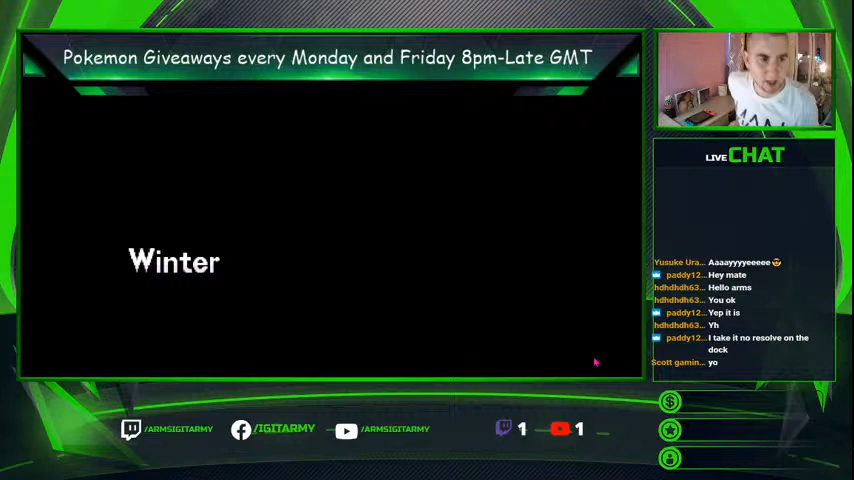 Pokemon Giveaways every Monday and Friday 8pm-Late GMT
Winter
LIVE CHAT
Yusuke Ura... Aaaayyyyeeeee 😎
paddy12... Hey mate
hdhdhdh63... Hello arms
hdhdhdh63... You ok
paddy12... Yep it is
hdhdhdh63... Yh
paddy12... I take it no resolve on the
dock
Scott gamin... yo
/ARMSIGITARMY
/IGITARMY
/ARMSIGITARMY
1
1